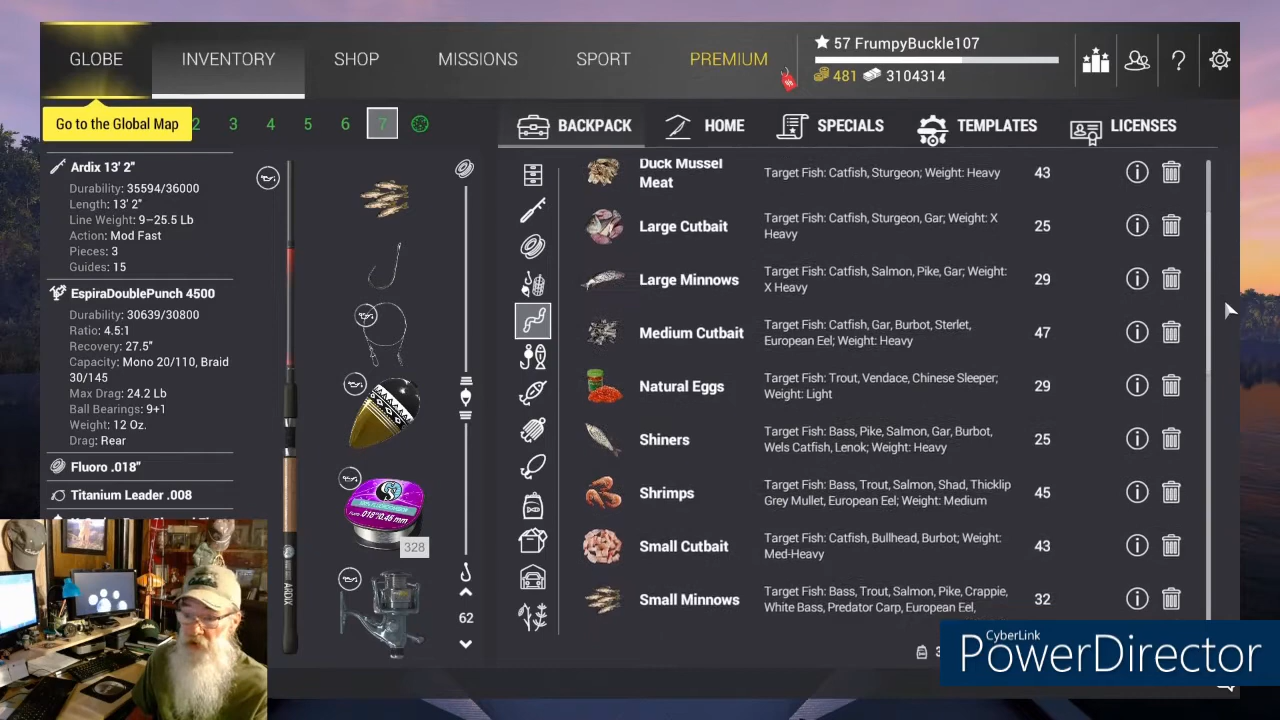 GLOBE
INVENTORY
SHOP
MISSIONS
SPORT
PREMIUM
57 FrumpyBuckle107
481
3104314
?
Go to the Global Map
2
3
4
5
6
7
BACKPACK
HOME
SPECIALS
TEMPLATES
LICENSES
Ardix 13' 2"
Durability: 35594/36000
Length: 13' 2"
Line Weight: 9–25.5 Lb
Action: Mod Fast
Pieces: 3
Guides: 15
EspiraDoublePunch 4500
Durability: 30639/30800
Ratio: 4.5:1
Recovery: 27.5"
Capacity: Mono 20/110, Braid
30/145
Max Drag: 24.2 Lb
Ball Bearings: 9+1
Weight: 12 Oz.
Drag: Rear
Fluoro .018"
Titanium Leader .008
ARDIX
.018"/0.45 mm
328
62
Duck Mussel
Meat
Target Fish: Catfish, Sturgeon; Weight: Heavy
43
Large Cutbait
Target Fish: Catfish, Sturgeon, Gar; Weight: X
Heavy
25
Large Minnows
Target Fish: Catfish, Salmon, Pike, Gar; Weight:
X Heavy
29
Medium Cutbait
Target Fish: Catfish, Gar, Burbot, Sterlet,
European Eel; Weight: Heavy
47
Natural Eggs
Target Fish: Trout, Vendace, Chinese Sleeper;
Weight: Light
29
Shiners
Target Fish: Bass, Pike, Salmon, Gar, Burbot,
Wels Catfish, Lenok; Weight: Heavy
25
Shrimps
Target Fish: Bass, Trout, Salmon, Shad, Thicklip
Grey Mullet, European Eel; Weight: Medium
45
Small Cutbait
Target Fish: Catfish, Bullhead, Burbot; Weight:
Med-Heavy
43
Small Minnows
Target Fish: Bass, Trout, Salmon, Pike, Crappie,
White Bass, Predator Carp, European Eel,
32
CyberLink
PowerDirector